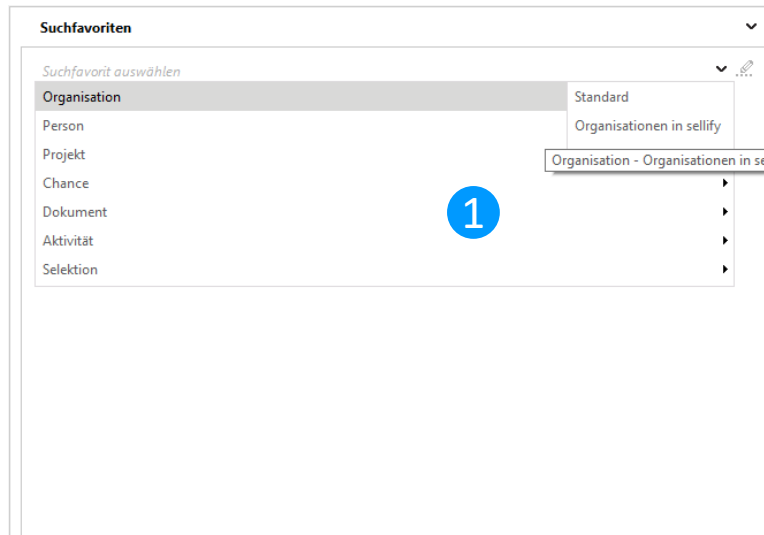 Suchfavoriten
Suchfavorit auswählen
Organisation
Standard
Person
Organisationen in sellify
Projekt
Organisation - Organisationen in se
Chance
Dokument
1
Aktivität
Selektion